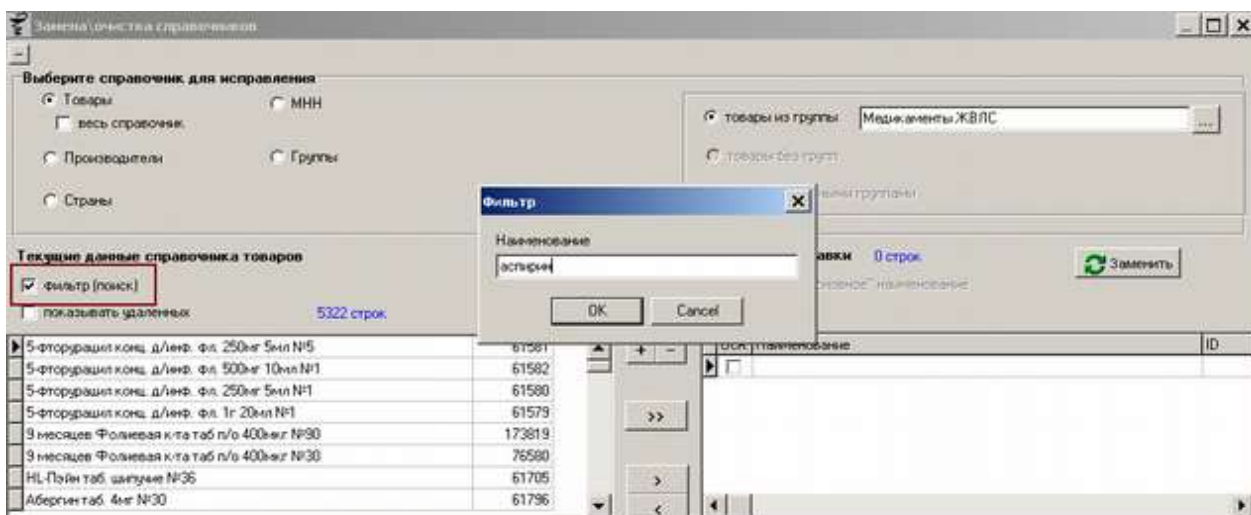 Замена\очистка справочников
Выберите справочник для исправления
Товары
МНН
весь справочник
Производители
Группы
Страны
товары из группы
Медикаменты ЖВЛС
...
товары без групп
группами
Фильтр
Наименование
аспирин
OK
Cancel
Текущие данные справочника товаров
0 строк
Заменить
фильтр (поиск)
наименование
показывать удаленных
5322 строк
5-фторурацил конц. д/инф. фл. 250мг 5мл №5 61581
5-фторурацил конц. д/инф. фл. 500мг 10мл №1 61582
5-фторурацил конц. д/инф. фл. 250мг 5мл №1 61580
5-фторурацил конц. д/инф. фл. 1г 20мл №1 61579
9 месяцев Фолиевая к-та таб п/о 400мкг №90 173819
9 месяцев Фолиевая к-та таб п/о 400мкг №30 76580
HL-Пэйн таб. шипучие №36 61705
Абергин таб. 4мг №30 61796
+ -
>>
>
<
Наименование
ID